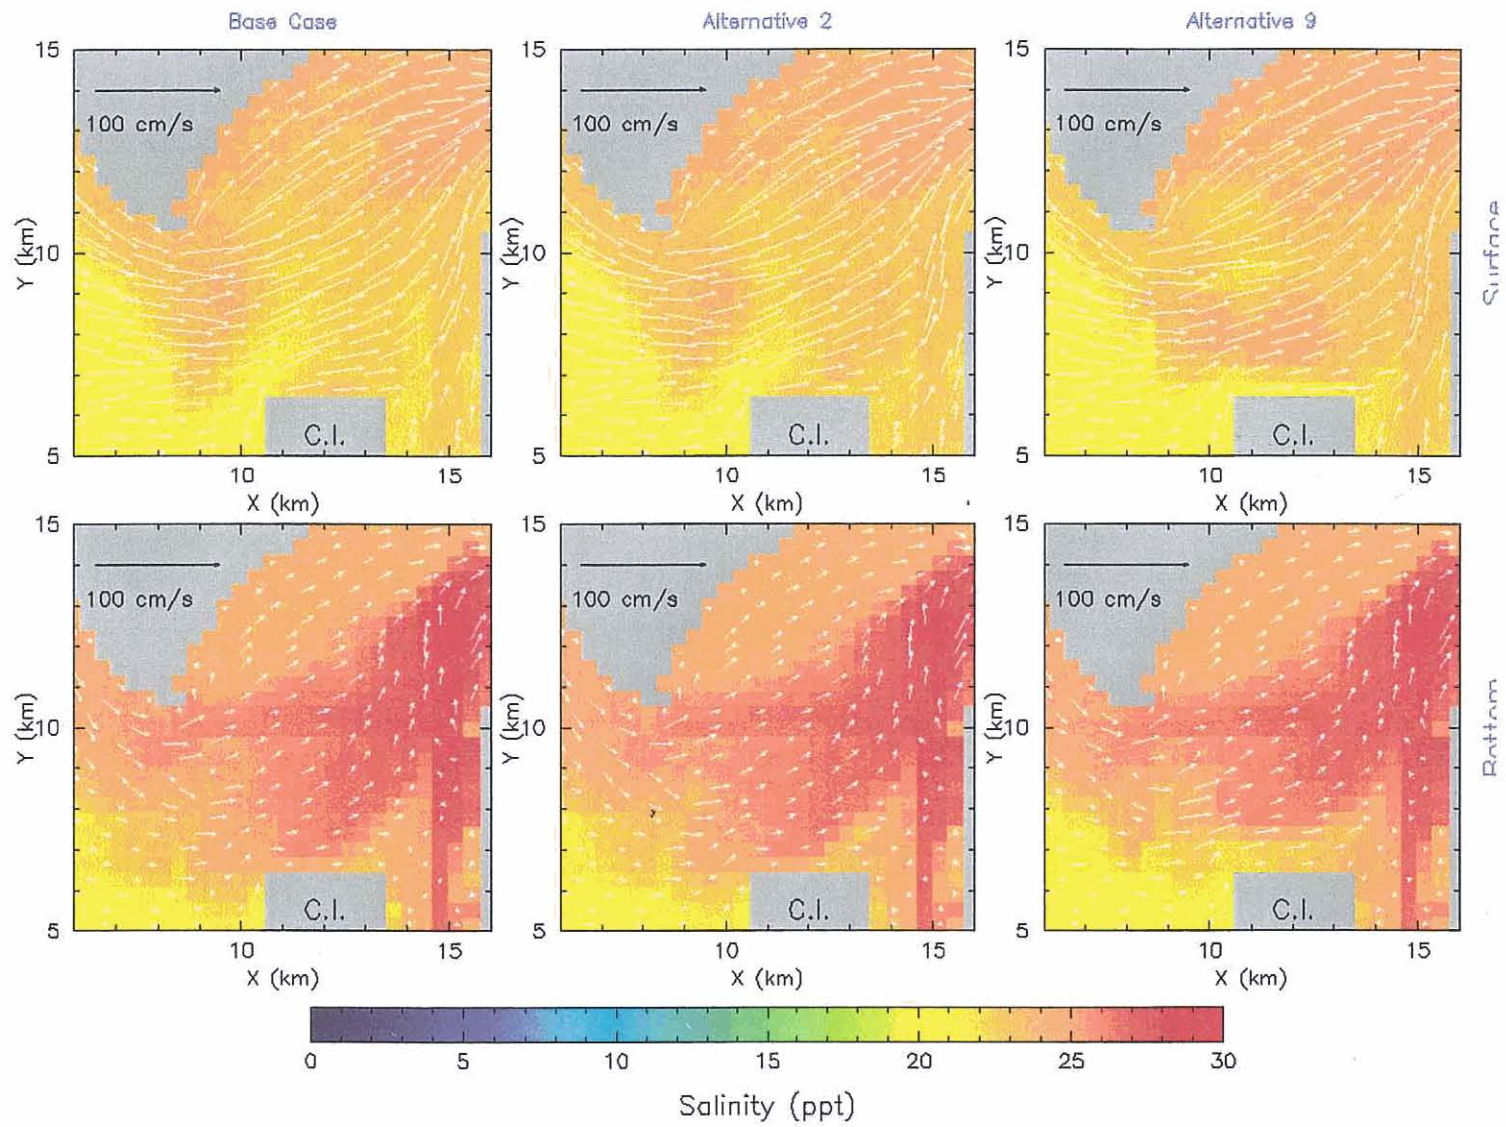 Base Case
Alternative 2
Alternative 9
15
10
5
Y (km)
100 cm/s
C.I.
10
15
X (km)
15
10
5
Y (km)
100 cm/s
C.I.
10
15
X (km)
15
10
5
Y (km)
100 cm/s
C.I.
10
15
X (km)
Surface
15
10
5
Y (km)
100 cm/s
C.I.
10
15
X (km)
15
10
5
Y (km)
100 cm/s
C.I.
10
15
X (km)
15
10
5
Y (km)
100 cm/s
C.I.
10
15
X (km)
Bottom
0 5 10 15 20 25 30
Salinity (ppt)